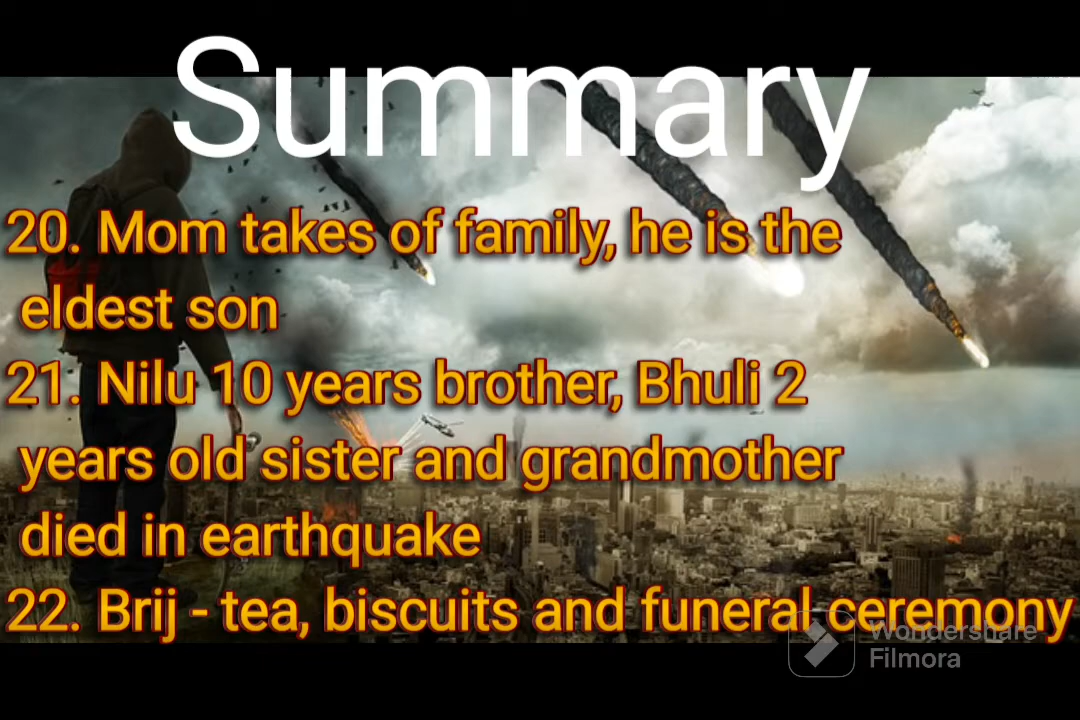 Summary
20. Mom takes of family, he is the
eldest son
21. Nilu 10 years brother, Bhuli 2
years old sister and grandmother
died in earthquake
22. Brij - tea, biscuits and funeral ceremony
Wondershare
Filmora